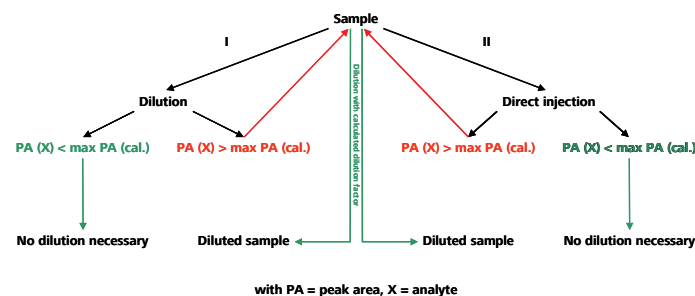 Sample
I
II
Dilution with calculated dilution factor
Dilution
Direct injection
PA (X) < max PA (cal.)
PA (X) > max PA (cal.)
PA (X) > max PA (cal.)
PA (X) < max PA (cal.)
No dilution necessary
Diluted sample
Diluted sample
No dilution necessary
with PA = peak area, X = analyte